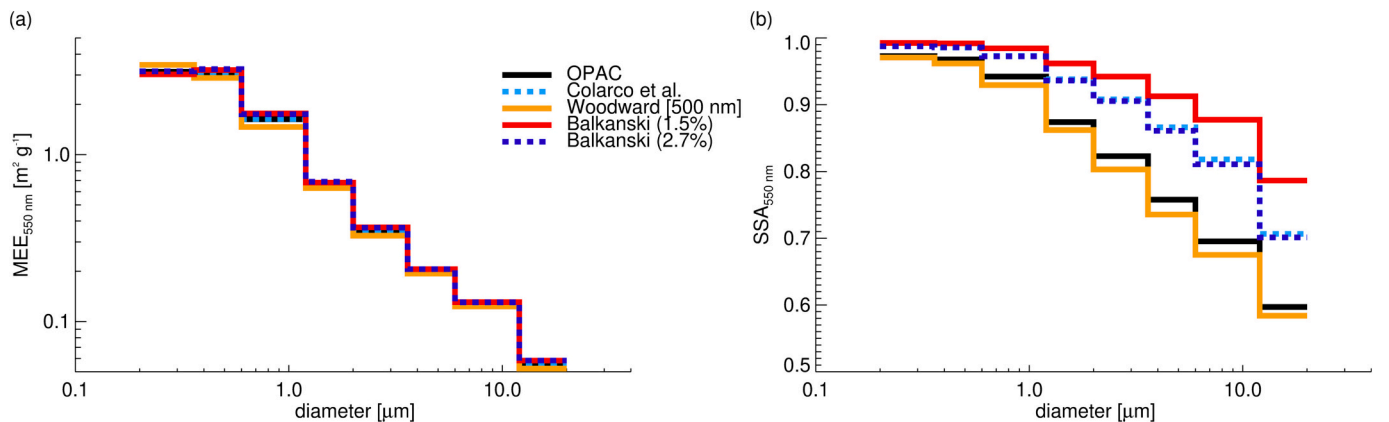 (a)
MEE550 nm [m2 g-1]
1.0
0.1
0.1
1.0
10.0
diameter [μm]
OPAC
Colarco et al.
Woodward [500 nm]
Balkanski (1.5%)
Balkanski (2.7%)
(b)
SSA550 nm
1.0
0.9
0.8
0.7
0.6
0.5
0.1
1.0
10.0
diameter [μm]